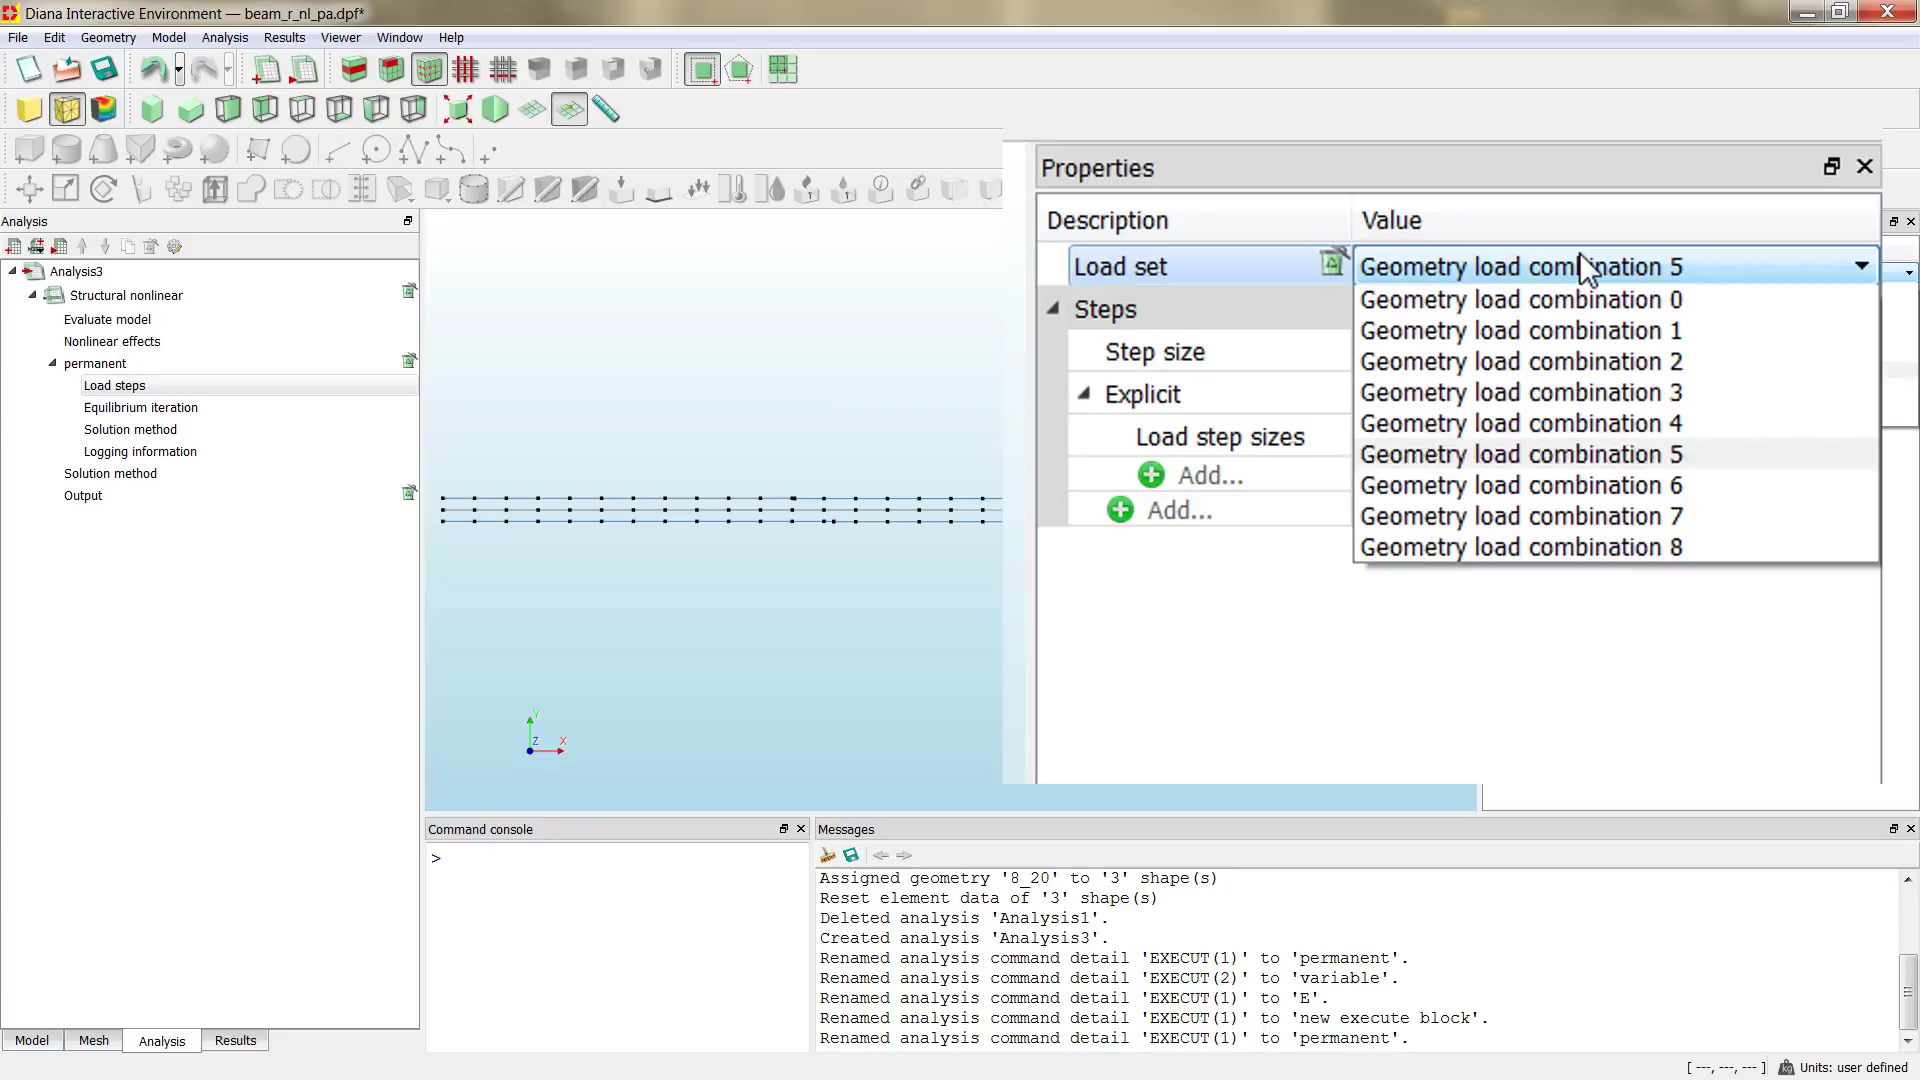 Diana Interactive Environment — beam_r_nl_pa.dpf*
File Edit Geometry Model Analysis Results Viewer Window Help
Analysis
Analysis3
Structural nonlinear
Evaluate model
Nonlinear effects
permanent
Load steps
Equilibrium iteration
Solution method
Logging information
Solution method
Output
Properties
Description Value
Load set Geometry load combination 5
Steps
Step size
Explicit
Load step sizes
Add...
Add...
Geometry load combination 0
Geometry load combination 1
Geometry load combination 2
Geometry load combination 3
Geometry load combination 4
Geometry load combination 5
Geometry load combination 6
Geometry load combination 7
Geometry load combination 8
Y
Z X
Command console
>
Messages
Assigned geometry '8_20' to '3' shape(s)
Reset element data of '3' shape(s)
Deleted analysis 'Analysis1'.
Created analysis 'Analysis3'.
Renamed analysis command detail 'EXECUT(1)' to 'permanent'.
Renamed analysis command detail 'EXECUT(2)' to 'variable'.
Renamed analysis command detail 'EXECUT(1)' to 'E'.
Renamed analysis command detail 'EXECUT(1)' to 'new execute block'.
Renamed analysis command detail 'EXECUT(1)' to 'permanent'.
Model Mesh Analysis Results
[ ---, ---, --- ] kg Units: user defined